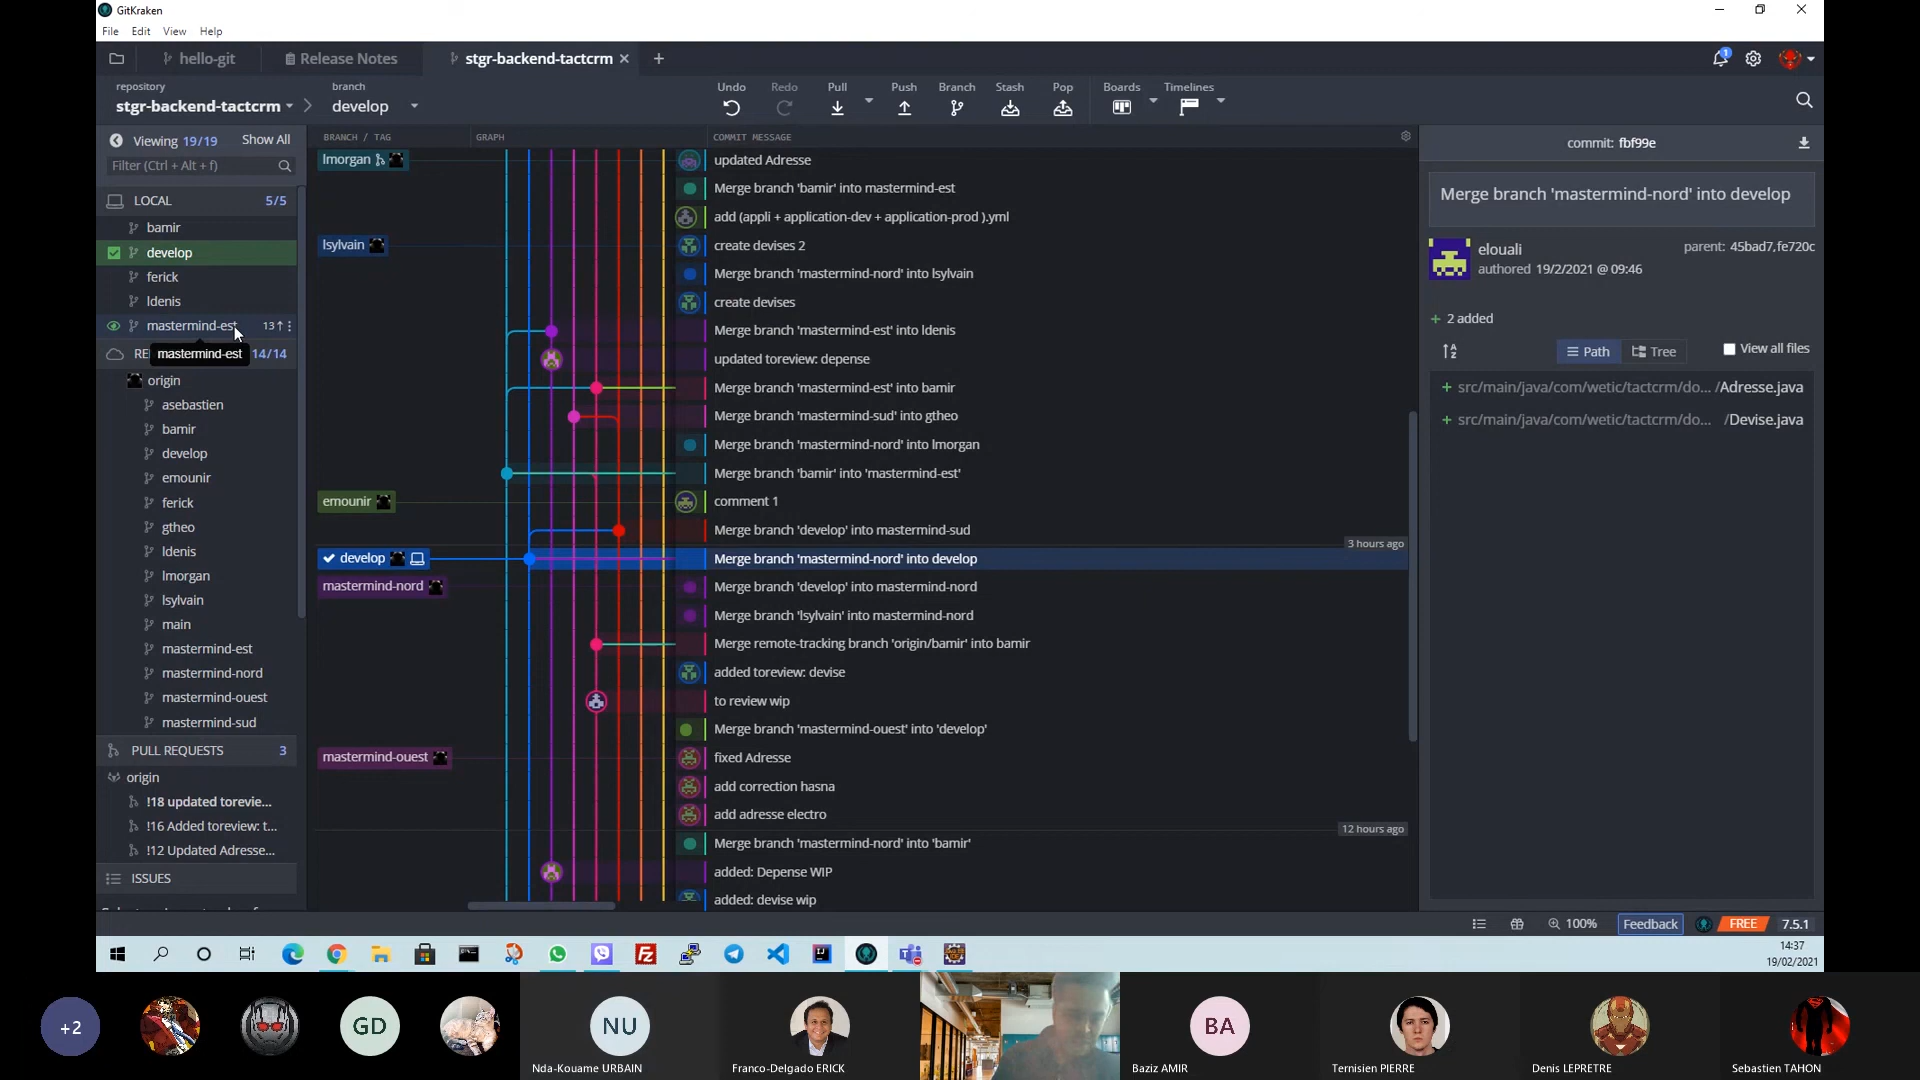 GitKraken
File Edit View Help
hello-git Release Notes stgr-backend-tactcrm
repository
stgr-backend-tactcrm
branch
develop
Undo Redo Pull Push Branch Stash Pop Boards Timelines
Viewing 19/19 Show All
Filter (Ctrl + Alt + f)
LOCAL 5/5
bamir
develop
ferick
ldenis
mastermind-est 13
mastermind-est
RE 14/14
origin
asebastien
bamir
develop
emounir
ferick
gtheo
ldenis
lmorgan
lsylvain
main
mastermind-est
mastermind-nord
mastermind-ouest
mastermind-sud
PULL REQUESTS 3
origin
!18 updated torevie...
!16 Added toreview: t...
!12 Updated Adresse...
ISSUES
BRANCH / TAG GRAPH COMMIT MESSAGE
lmorgan updated Adresse
Merge branch 'bamir' into mastermind-est
add (appli + application-dev + application-prod ).yml
lsylvain create devises 2
Merge branch 'mastermind-nord' into lsylvain
create devises
Merge branch 'mastermind-est' into ldenis
updated toreview: depense
Merge branch 'mastermind-est' into bamir
Merge branch 'mastermind-sud' into gtheo
Merge branch 'mastermind-nord' into lmorgan
Merge branch 'bamir' into 'mastermind-est'
emounir comment 1
Merge branch 'develop' into mastermind-sud
3 hours ago
develop Merge branch 'mastermind-nord' into develop
mastermind-nord Merge branch 'develop' into mastermind-nord
Merge branch 'lsylvain' into mastermind-nord
Merge remote-tracking branch 'origin/bamir' into bamir
added toreview: devise
to review wip
Merge branch 'mastermind-ouest' into 'develop'
mastermind-ouest fixed Adresse
add correction hasna
add adresse electro
12 hours ago
Merge branch 'mastermind-nord' into 'bamir'
added: Depense WIP
added: devise wip
commit: fbf99e
Merge branch 'mastermind-nord' into develop
elouali
authored 19/2/2021 @ 09:46
parent: 45bad7,fe720c
+ 2 added
Path Tree View all files
+ src/main/java/com/wetic/tactcrm/do... /Adresse.java
+ src/main/java/com/wetic/tactcrm/do... /Devise.java
100% Feedback FREE 7.5.1
14:37
19/02/2021
+2
GD
NU
Nda-Kouame URBAIN
Franco-Delgado ERICK
BA
Baziz AMIR
Ternisien PIERRE
Denis LEPRETRE
Sebastien TAHON